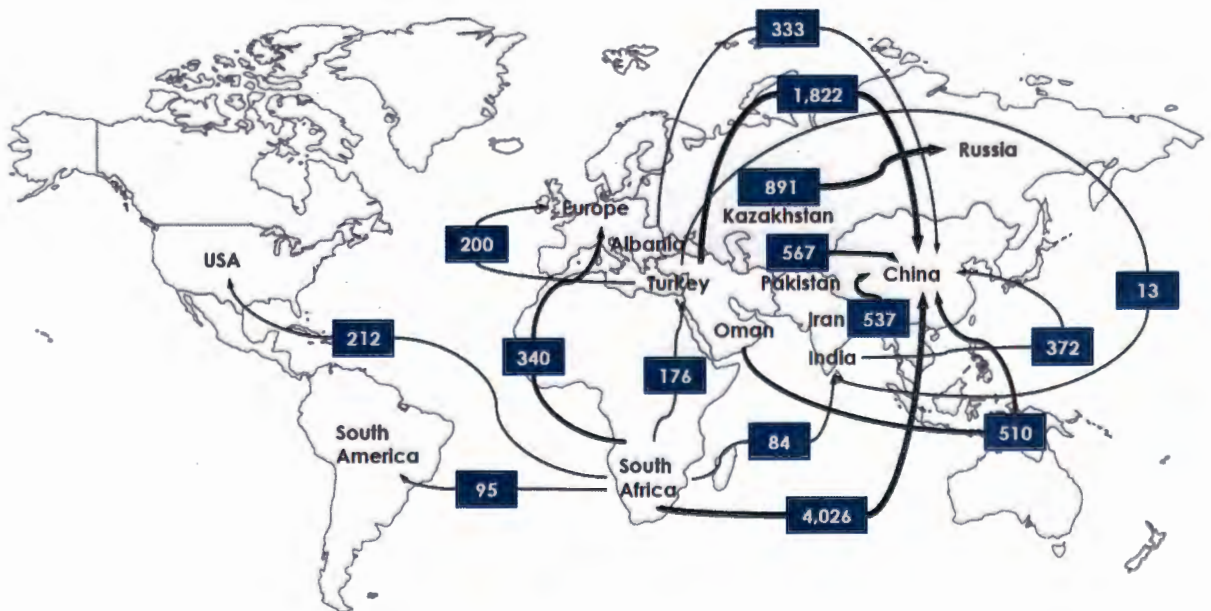 333
1,822
Russia
891
Kazakhstan
Europe
Albania
200
567
USA
Turkey
Pakistan
China
13
Oman
Iran
537
212
340
176
India
372
South
America
84
510
South
Africa
95
4,026